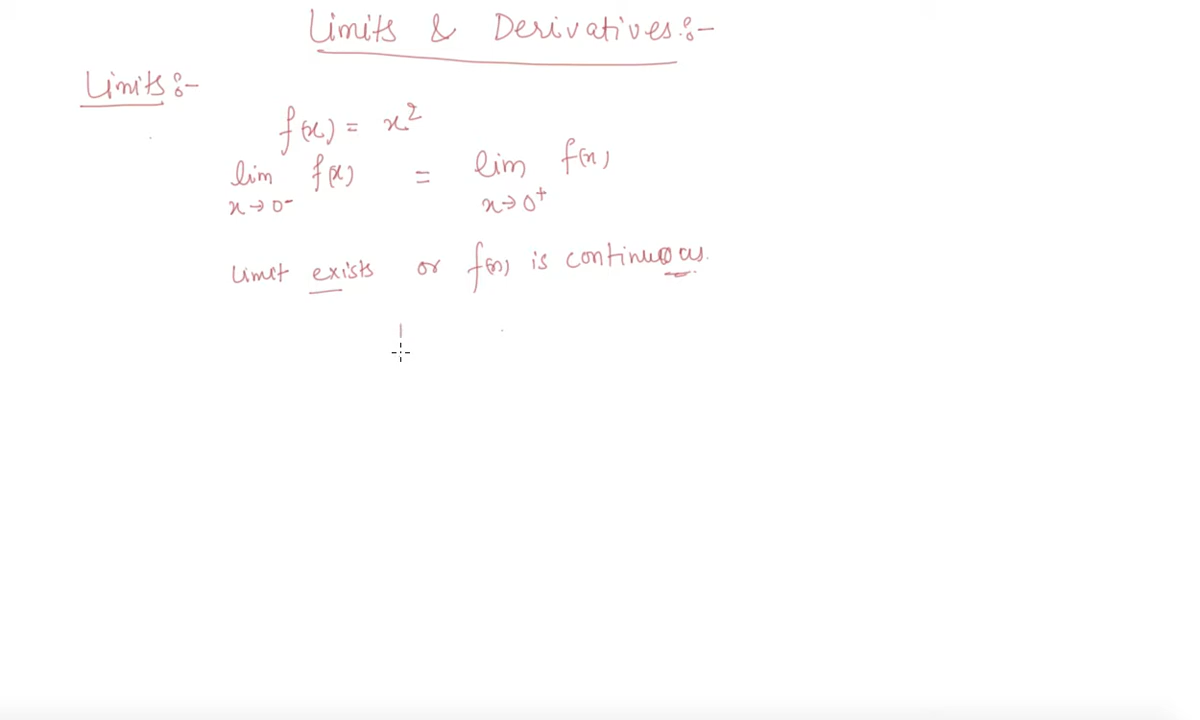 Limits & Derivatives:-
Limits:-
f(x) = x²
lim f(x) = lim f(x)
x→0⁻ x→0⁺
limit exists or f(x) is continuous.